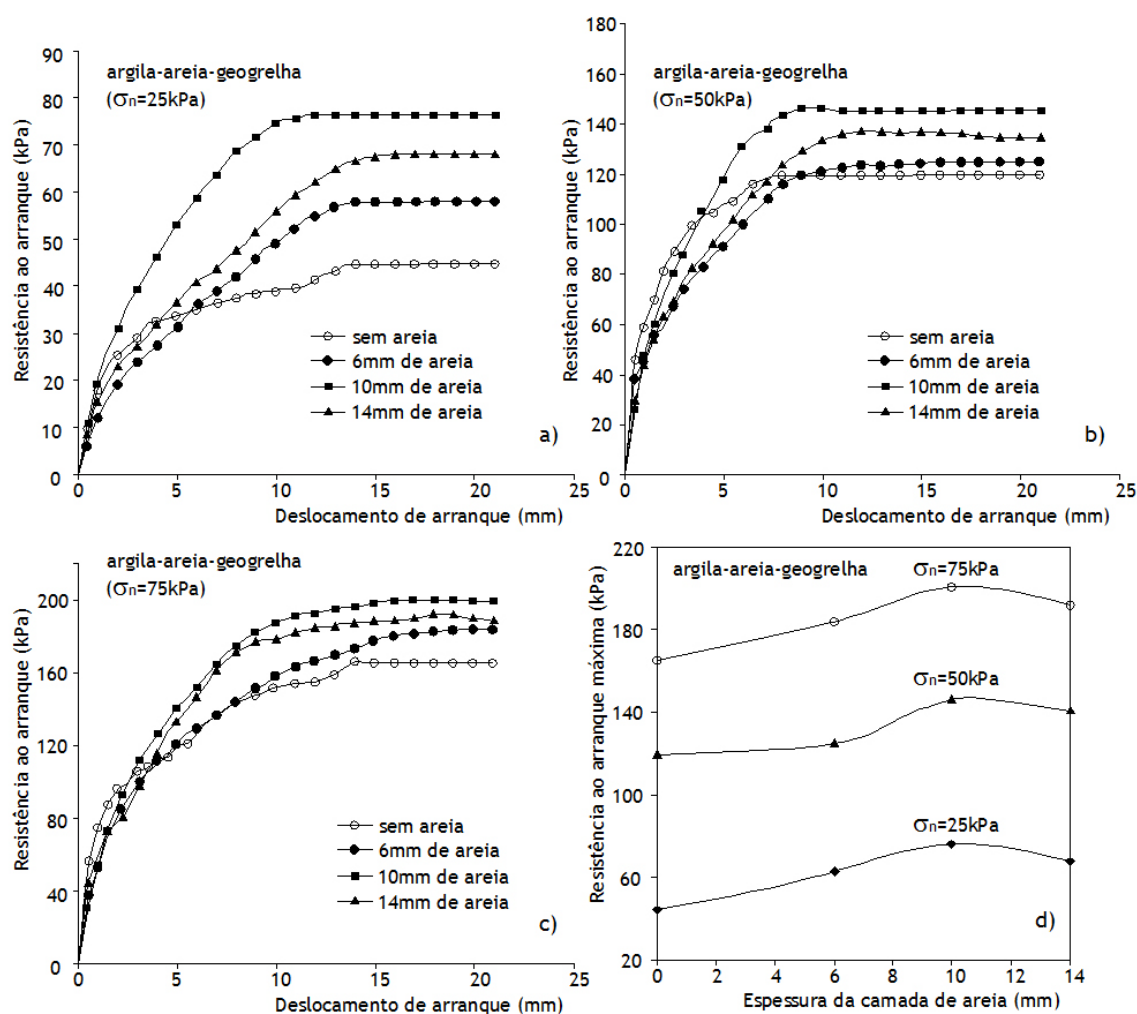 argila-areia-geogrelha
(σn=25kPa)
Resistência ao arranque (kPa)
90
80
70
60
50
40
30
20
10
0
sem areia
6mm de areia
10mm de areia
14mm de areia
a)
0 5 10 15 20 25
Deslocamento de arranque (mm)
argila-areia-geogrelha
(σn=50kPa)
Resistência ao arranque (kPa)
180
160
140
120
100
80
60
40
20
0
sem areia
6mm de areia
10mm de areia
14mm de areia
b)
0 5 10 15 20 25
Deslocamento de arranque (mm)
argila-areia-geogrelha
(σn=75kPa)
Resistência ao arranque (kPa)
200
160
120
80
40
0
sem areia
6mm de areia
10mm de areia
14mm de areia
c)
0 5 10 15 20 25
Deslocamento de arranque (mm)
argila-areia-geogrelha
Resistência ao arranque máxima (kPa)
220
180
140
100
60
20
σn=75kPa
σn=50kPa
σn=25kPa
d)
0 2 4 6 8 10 12 14
Espessura da camada de areia (mm)